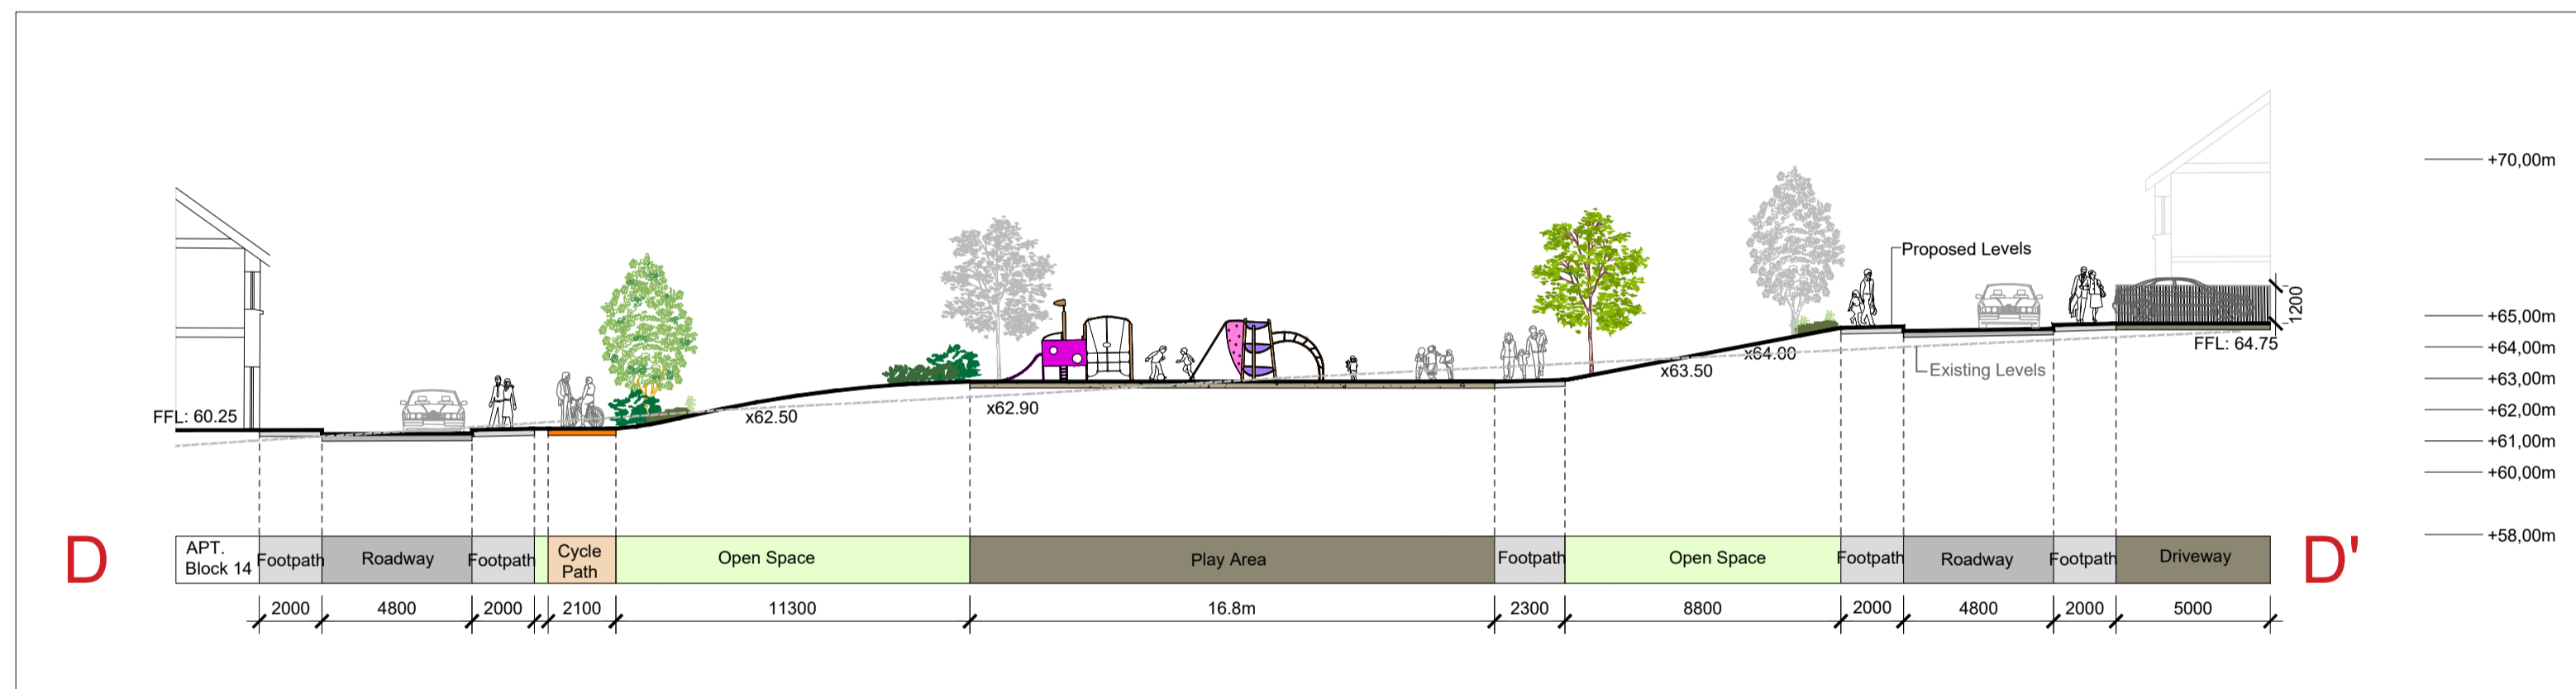 +70,00m
Proposed Levels
1200
+65,00m
FFL: 64.75
+64,00m
x64.00
Existing Levels
x63.50
+63,00m
x62.90
+62,00m
FFL: 60.25
x62.50
+61,00m
+60,00m
+58,00m
D
APT.
Block 14
Footpath
Roadway
Footpath
Cycle
Path
Open Space
Play Area
Footpath
Open Space
Footpath
Roadway
Footpath
Driveway
D'
2000
4800
2000
2100
11300
16.8m
2300
8800
2000
4800
2000
5000